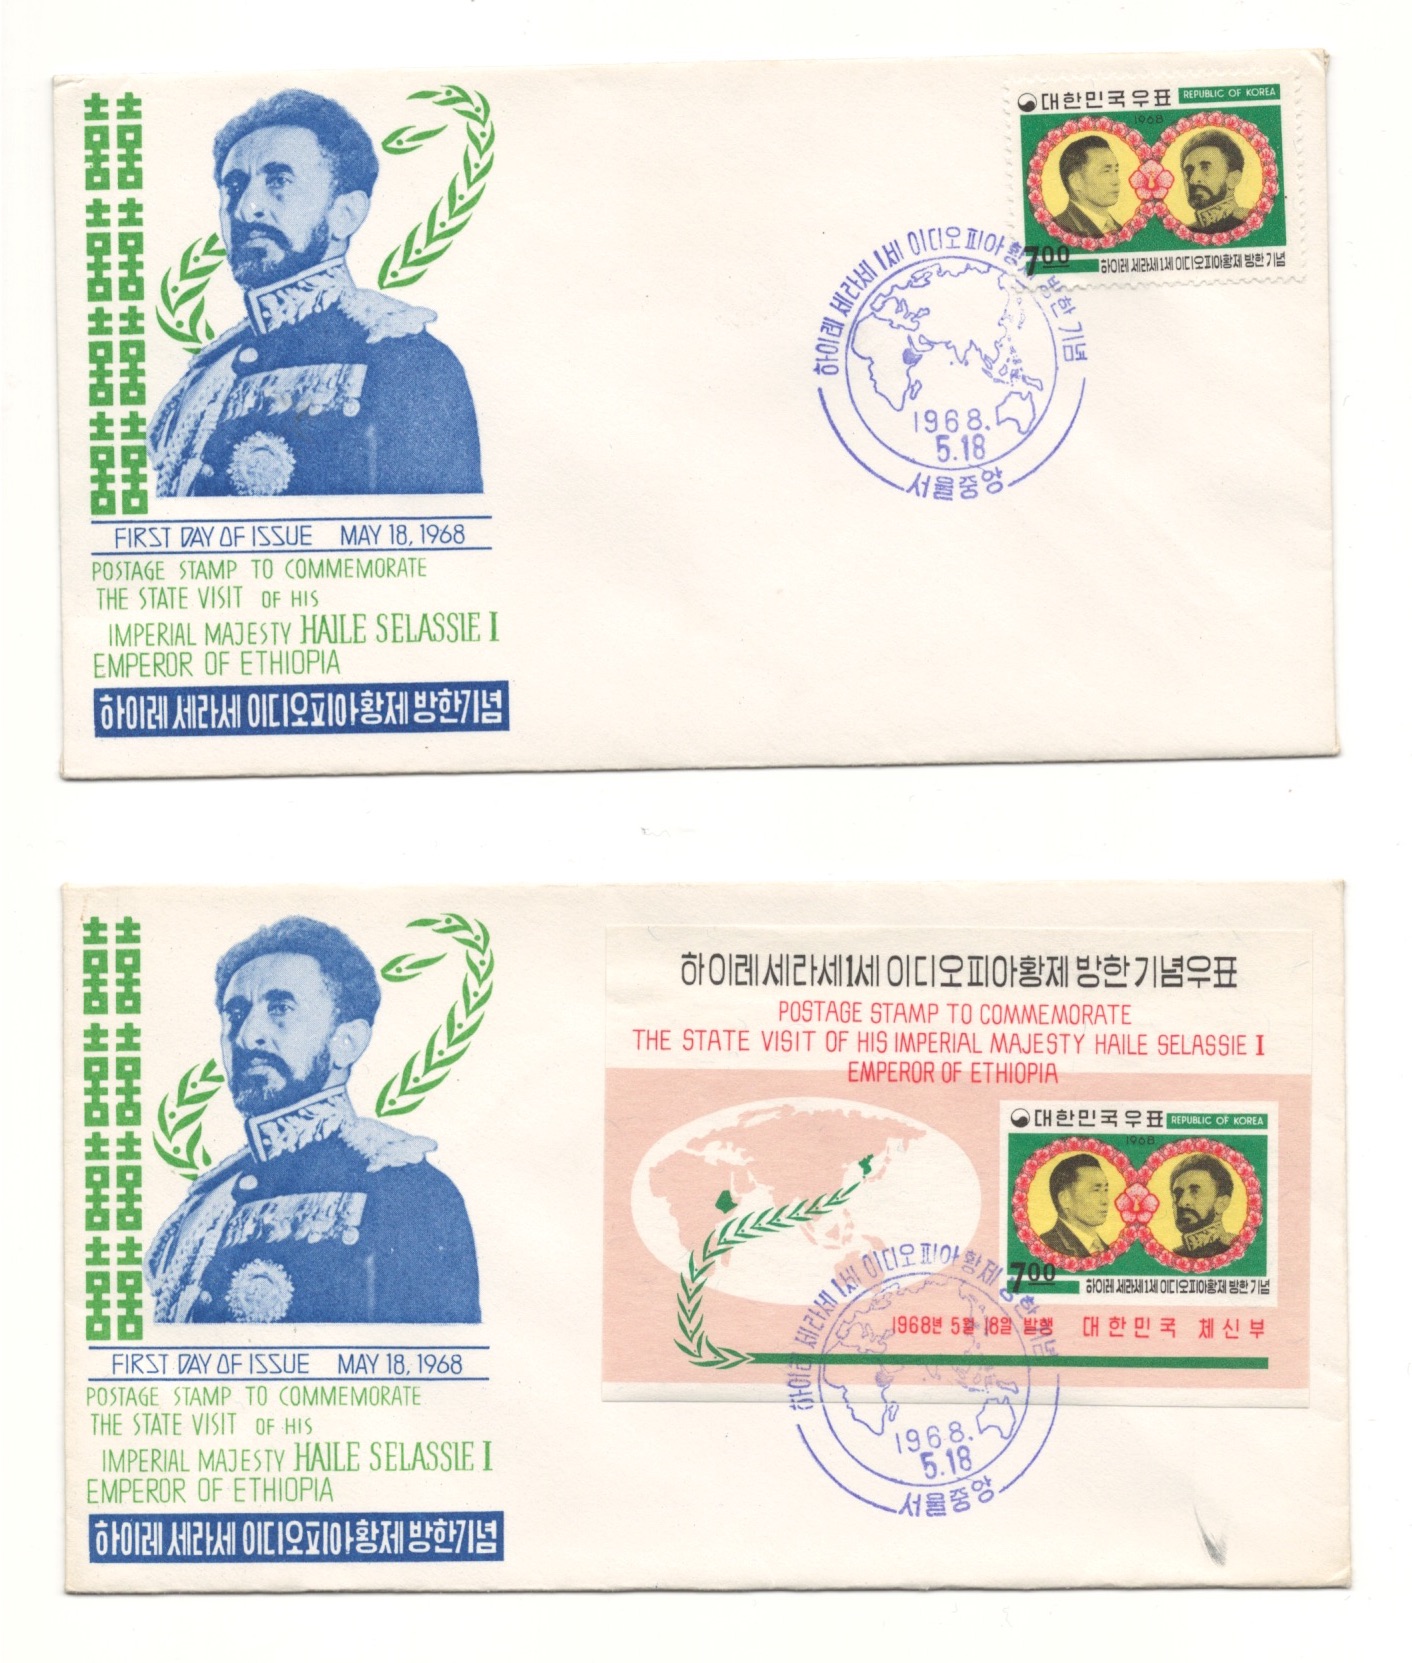 대한민국우표 REPUBLIC OF KOREA
1968
7.00
하이레 세라세 1세 이디오피아황제 방한 기념
하이레 세라세 1세 이디오피아 황제 방한 기념
1968.
5.18
서울중앙
囍
囍
囍
囍
FIRST DAY OF ISSUE MAY 18, 1968
POSTAGE STAMP TO COMMEMORATE
THE STATE VISIT OF HIS
IMPERIAL MAJESTY HAILE SELASSIE I
EMPEROR OF ETHIOPIA
하이레 세라세 이디오피아황제 방한기념
하이레 세라세 1세 이디오피아황제 방한 기념우표
POSTAGE STAMP TO COMMEMORATE
THE STATE VISIT OF HIS IMPERIAL MAJESTY HAILE SELASSIE I
EMPEROR OF ETHIOPIA
대한민국우표 REPUBLIC OF KOREA
1968
7.00
하이레 세라세 1세 이디오피아황제 방한 기념
1968년 5월 18일 발행 대한민국 체신부
하이레 세라세 1세 이디오피아 황제 방한 기념
1968.
5.18
서울중앙
囍
囍
囍
囍
FIRST DAY OF ISSUE MAY 18, 1968
POSTAGE STAMP TO COMMEMORATE
THE STATE VISIT OF HIS
IMPERIAL MAJESTY HAILE SELASSIE I
EMPEROR OF ETHIOPIA
하이레 세라세 이디오피아황제 방한기념